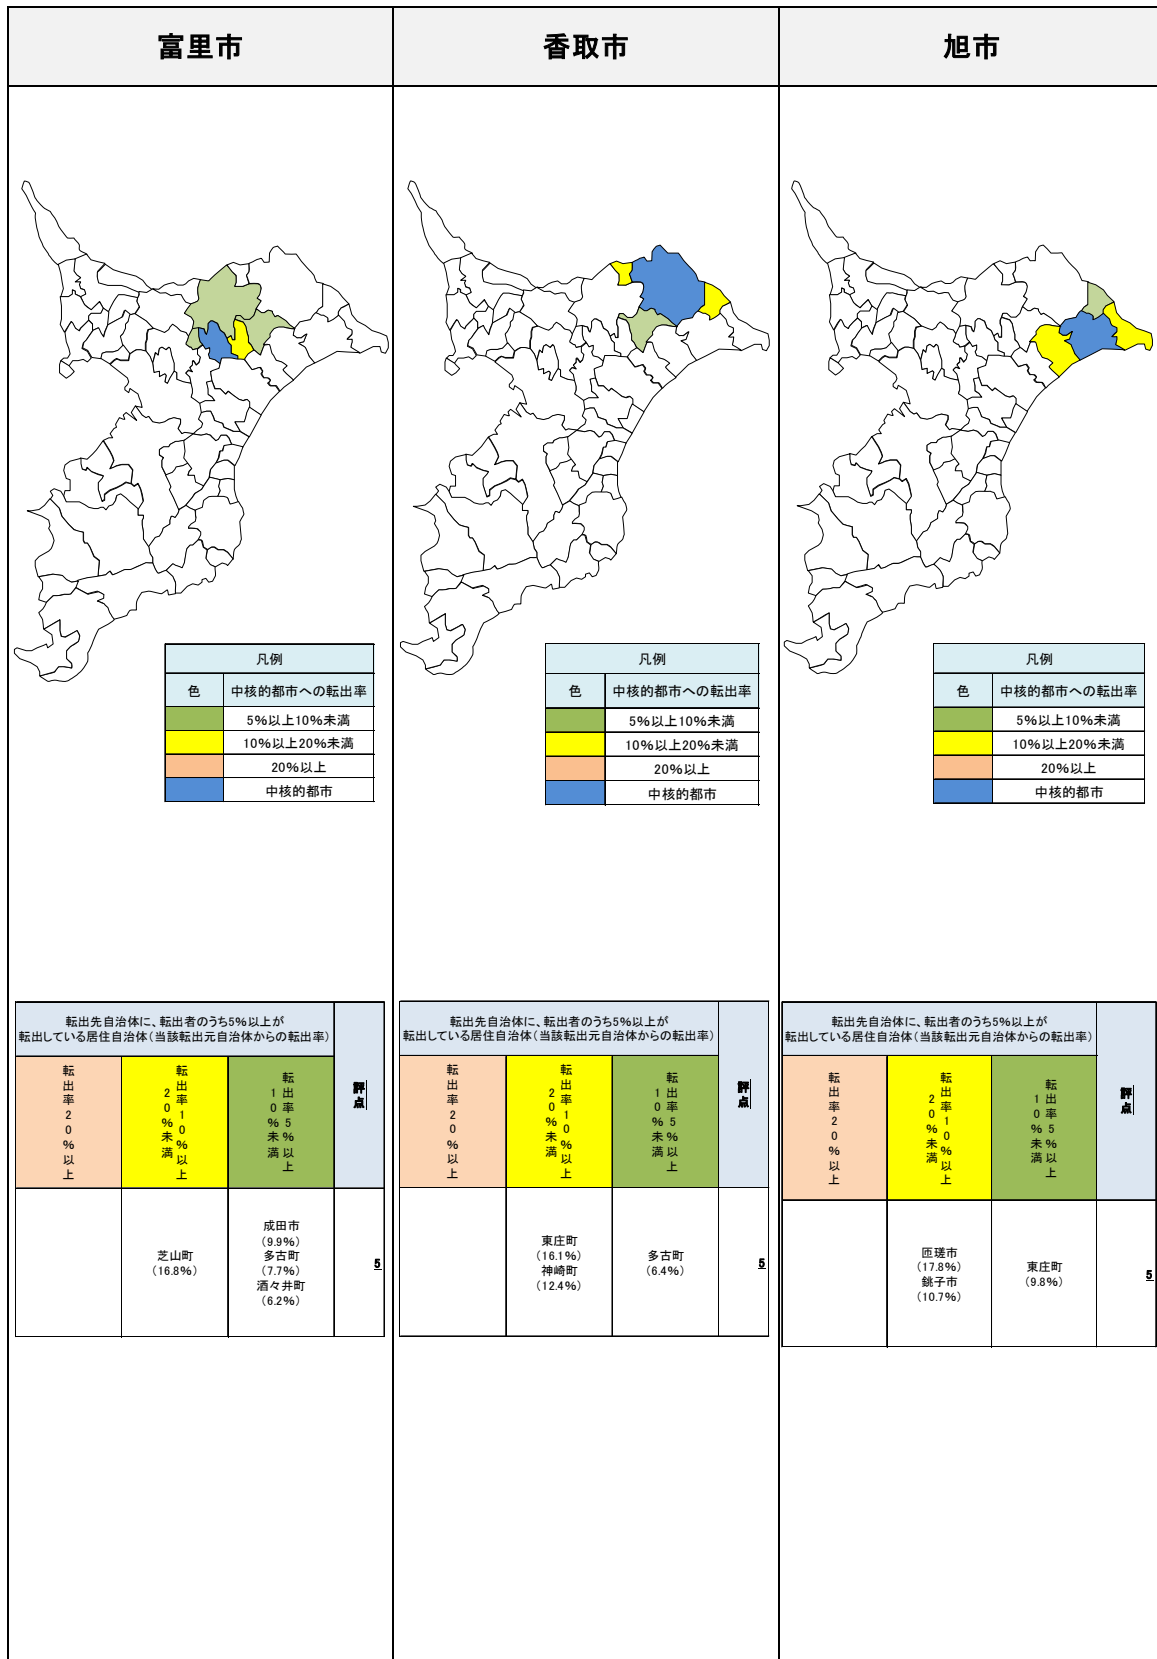 富里市
香取市
旭市
凡例
色 中核的都市への転出率
5%以上10%未満
10%以上20%未満
20%以上
中核的都市
凡例
色 中核的都市への転出率
5%以上10%未満
10%以上20%未満
20%以上
中核的都市
凡例
色 中核的都市への転出率
5%以上10%未満
10%以上20%未満
20%以上
中核的都市
転出先自治体に、転出者のうち5%以上が
転出している居住自治体(当該転出元自治体からの転出率)
評点
転出率20%以上
転出率10%以上
20%未満
転出率5%以上
10%未満
芝山町
(16.8%)
成田市
(9.9%)
多古町
(7.7%)
酒々井町
(6.2%)
5
転出先自治体に、転出者のうち5%以上が
転出している居住自治体(当該転出元自治体からの転出率)
評点
転出率20%以上
転出率10%以上
20%未満
転出率5%以上
10%未満
東庄町
(16.1%)
神崎町
(12.4%)
多古町
(6.4%)
5
転出先自治体に、転出者のうち5%以上が
転出している居住自治体(当該転出元自治体からの転出率)
評点
転出率20%以上
転出率10%以上
20%未満
転出率5%以上
10%未満
匝瑳市
(17.8%)
銚子市
(10.7%)
東庄町
(9.8%)
5